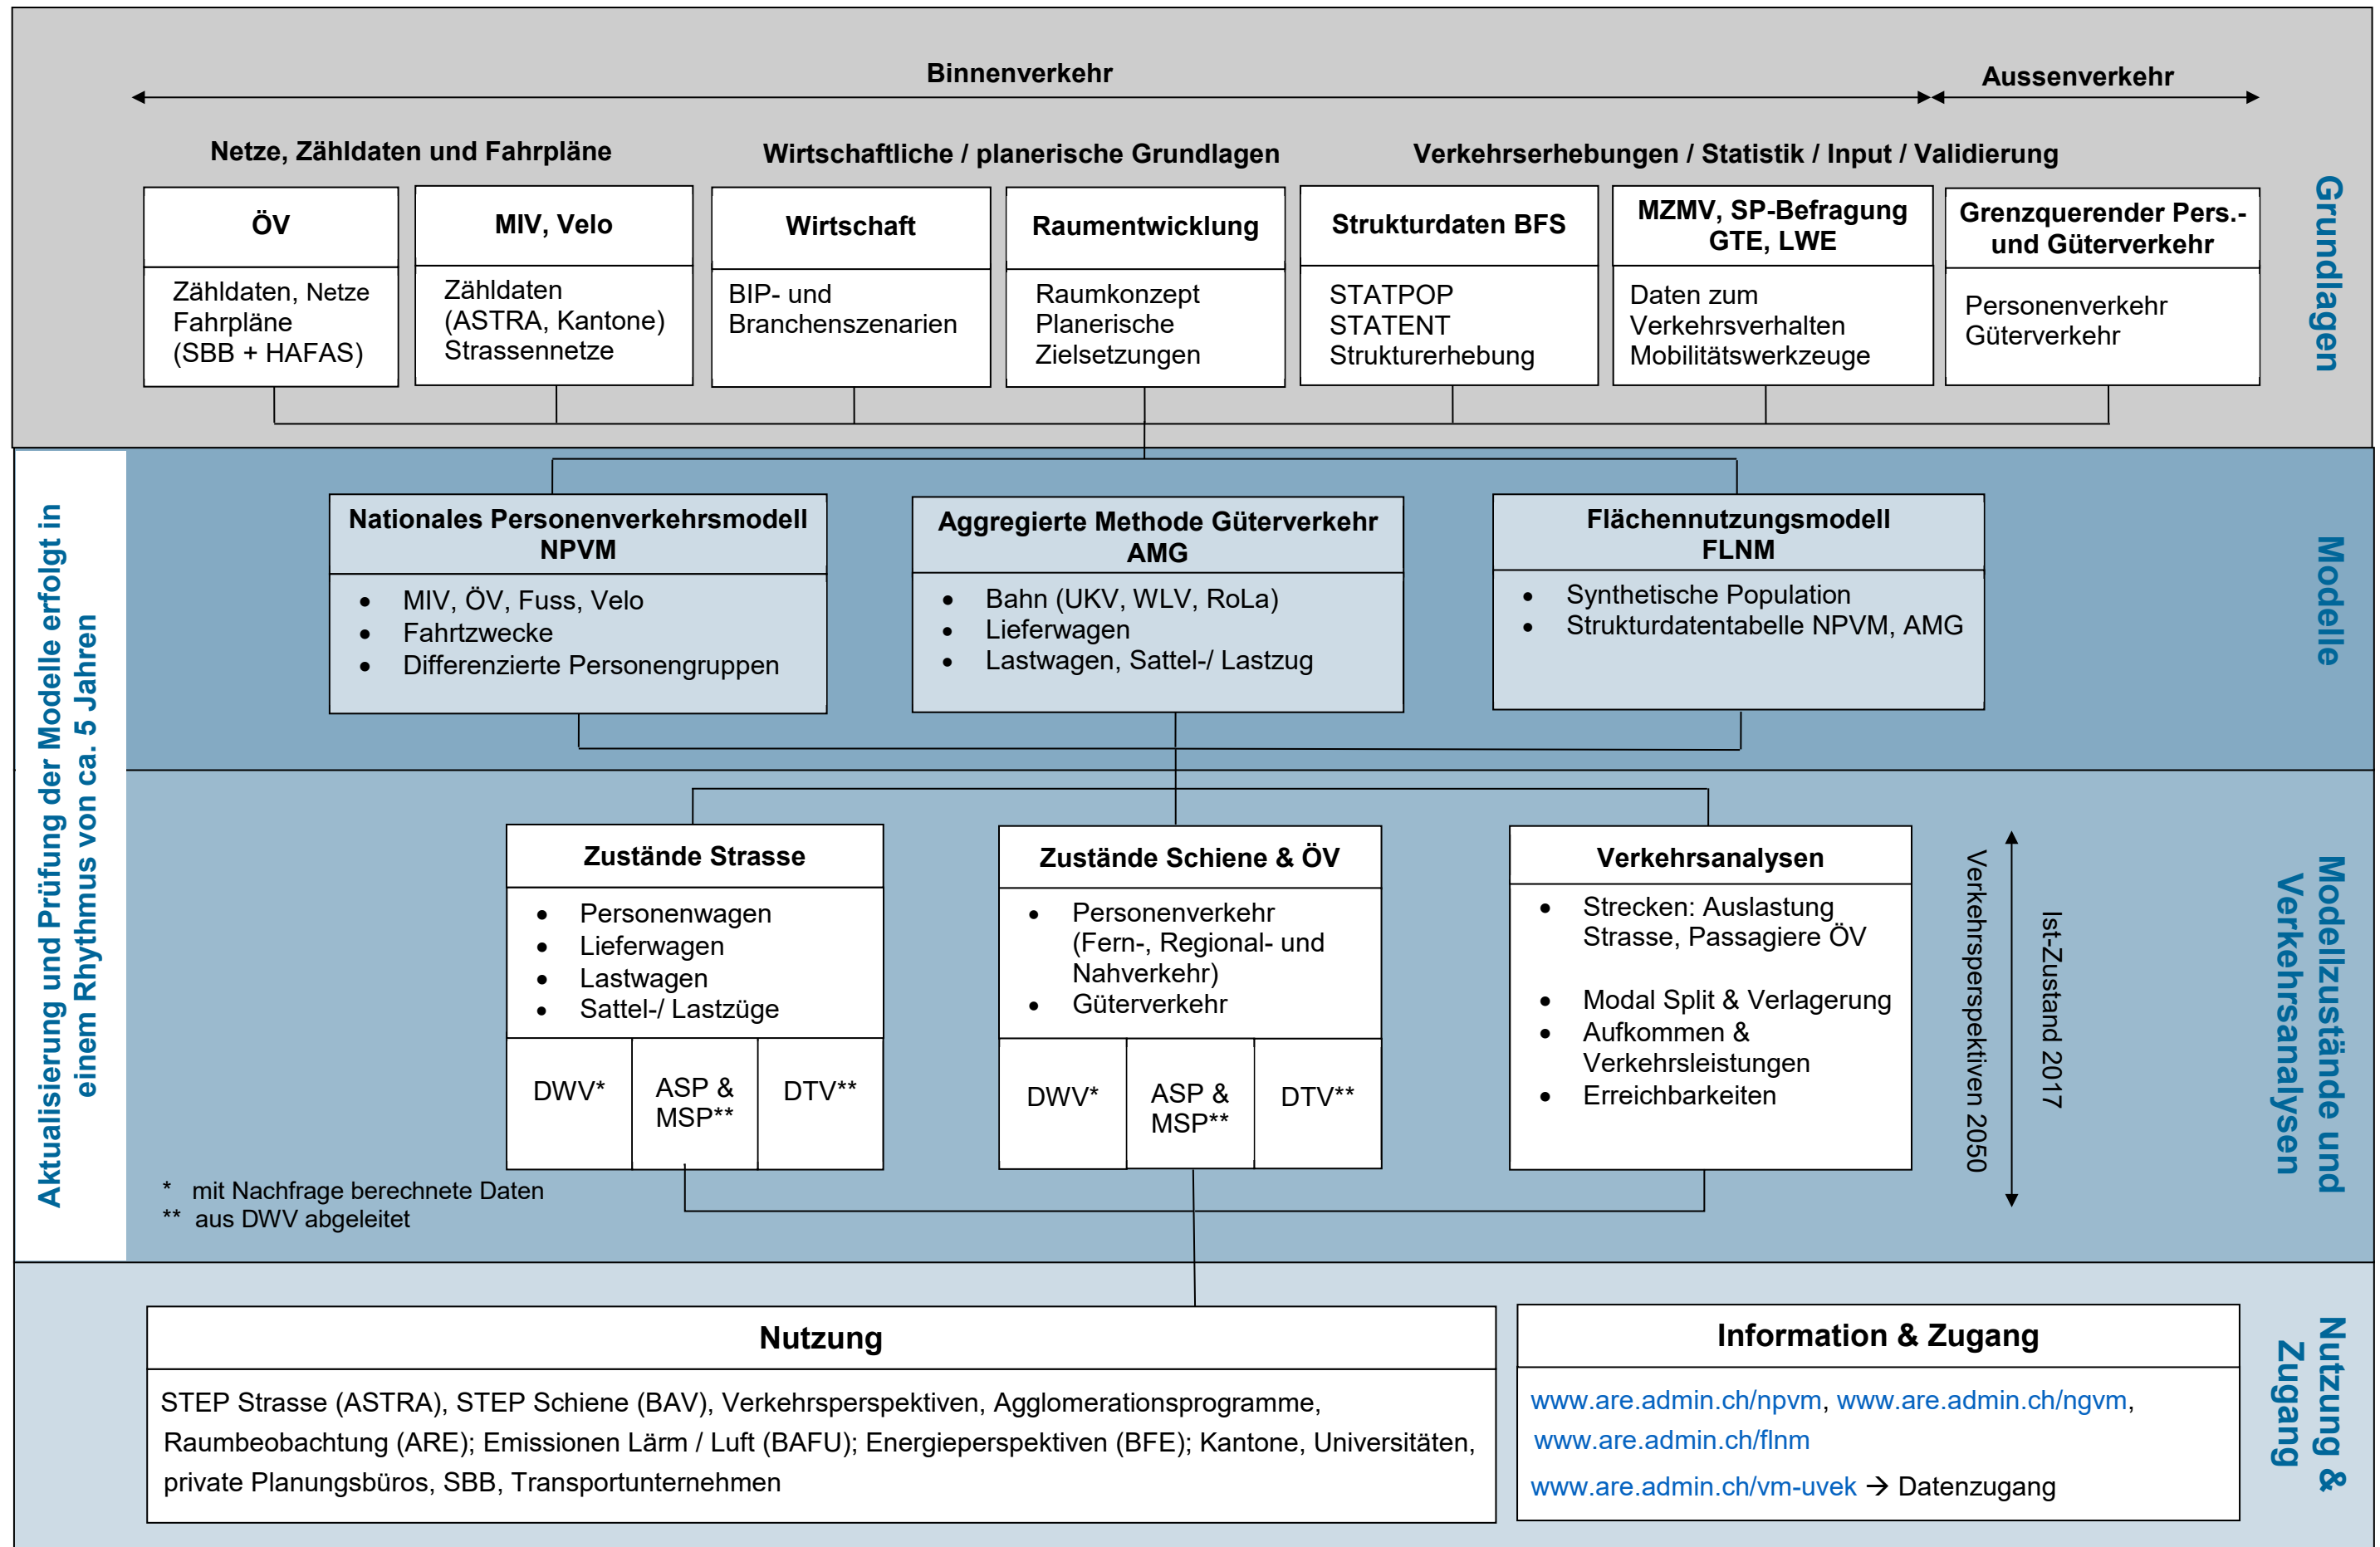 Binnenverkehr
Aussenverkehr
Netze, Zähldaten und Fahrpläne
Wirtschaftliche / planerische Grundlagen
Verkehrserhebungen / Statistik / Input / Validierung
Grundlagen
ÖV
Zähldaten, Netze
Fahrpläne
(SBB + HAFAS)
MIV, Velo
Zähldaten
(ASTRA, Kantone)
Strassennetze
Wirtschaft
BIP- und
Branchenszenarien
Raumentwicklung
Raumkonzept
Planerische
Zielsetzungen
Strukturdaten BFS
STATPOP
STATENT
Strukturerhebung
MZMV, SP-Befragung
GTE, LWE
Daten zum
Verkehrsverhalten
Mobilitätswerkzeuge
Grenzquerender Pers.-
und Güterverkehr
Personenverkehr
Güterverkehr
Aktualisierung und Prüfung der Modelle erfolgt in
einem Rhythmus von ca. 5 Jahren
Modelle
Nationales Personenverkehrsmodell
NPVM
• MIV, ÖV, Fuss, Velo
• Fahrtzwecke
• Differenzierte Personengruppen
Aggregierte Methode Güterverkehr
AMG
• Bahn (UKV, WLV, RoLa)
• Lieferwagen
• Lastwagen, Sattel-/ Lastzug
Flächennutzungsmodell
FLNM
• Synthetische Population
• Strukturdatentabelle NPVM, AMG
Modellzustände und
Verkehrsanalysen
Zustände Strasse
• Personenwagen
• Lieferwagen
• Lastwagen
• Sattel-/ Lastzüge
DWV*
ASP &
MSP**
DTV**
Zustände Schiene & ÖV
• Personenverkehr
(Fern-, Regional- und
Nahverkehr)
• Güterverkehr
DWV*
ASP &
MSP**
DTV**
Verkehrsanalysen
• Strecken: Auslastung
Strasse, Passagiere ÖV
• Modal Split & Verlagerung
• Aufkommen &
Verkehrsleistungen
• Erreichbarkeiten
Verkehrsperspektiven 2050
Ist-Zustand 2017
* mit Nachfrage berechnete Daten
** aus DWV abgeleitet
Nutzung &
Zugang
Nutzung
STEP Strasse (ASTRA), STEP Schiene (BAV), Verkehrsperspektiven, Agglomerationsprogramme,
Raumbeobachtung (ARE); Emissionen Lärm / Luft (BAFU); Energieperspektiven (BFE); Kantone, Universitäten,
private Planungsbüros, SBB, Transportunternehmen
Information & Zugang
www.are.admin.ch/npvm, www.are.admin.ch/ngvm,
www.are.admin.ch/flnm
www.are.admin.ch/vm-uvek → Datenzugang